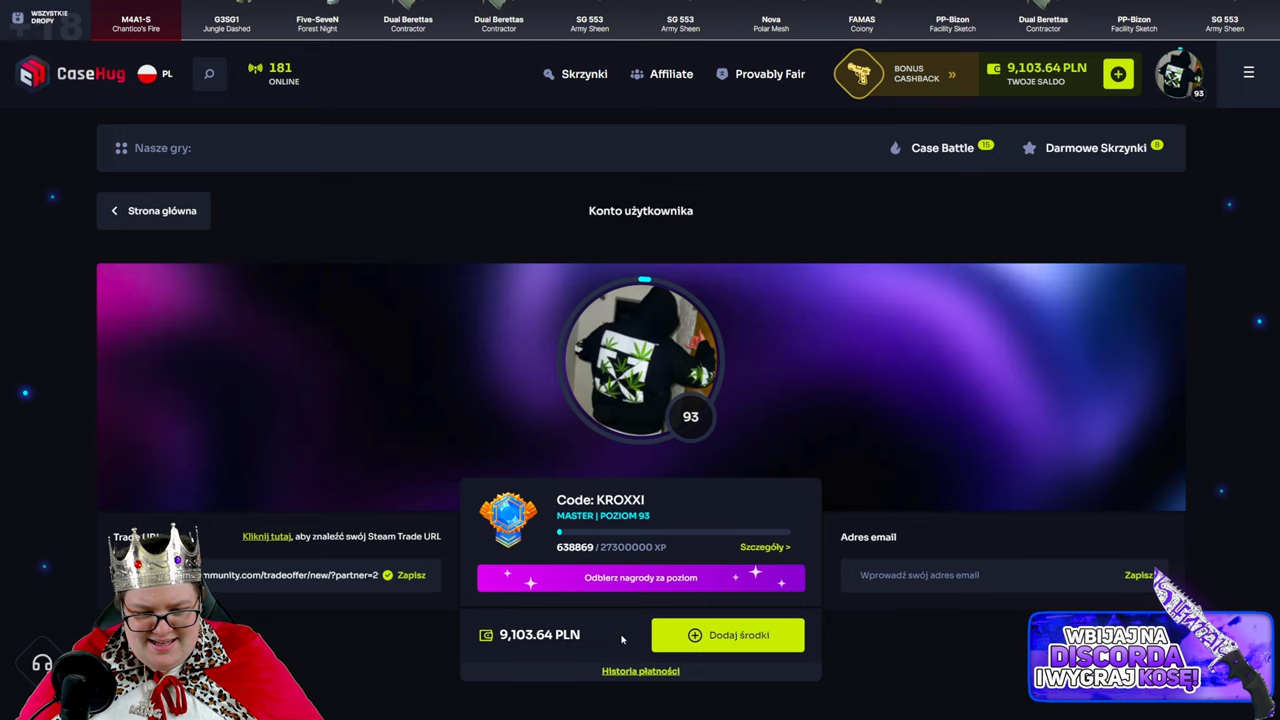 +18
WSZYSTKIE
DROPY
M4A1-S
Chantico's Fire
G3SG1
Jungle Dashed
Five-SeveN
Forest Night
Dual Berettas
Contractor
Dual Berettas
Contractor
SG 553
Army Sheen
SG 553
Army Sheen
Nova
Polar Mesh
FAMAS
Colony
PP-Bizon
Facility Sketch
Dual Berettas
Contractor
PP-Bizon
Facility Sketch
SG 553
Army Sheen
CaseHug
PL
181
ONLINE
Skrzynki
Affiliate
Provably Fair
BONUS
CASHBACK
9,103.64 PLN
TWOJE SALDO
93
Nasze gry:
Case Battle 15
Darmowe Skrzynki 8
Strona główna
Konto użytkownika
93
Code: KROXXI
MASTER | POZIOM 93
638869 / 27300000 XP
Szczegóły >
Odbierz nagrody za poziom
9,103.64 PLN
Dodaj środki
Historia płatności
Kliknij tutaj, aby znaleźć swój Steam Trade URL
mmunity.com/tradeoffer/new/?partner=2
Zapisz
Adres email
Wprowadź swój adres email
Zapisz
WBIJAJ NA
DISCORDA
I WYGRAJ KOSĘ!